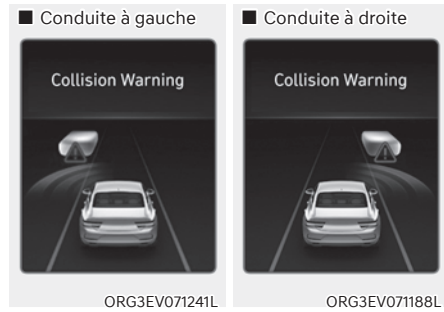 ■ Conduite à gauche
Collision Warning
ORG3EV071241L
■ Conduite à droite
Collision Warning
ORG3EV071188L